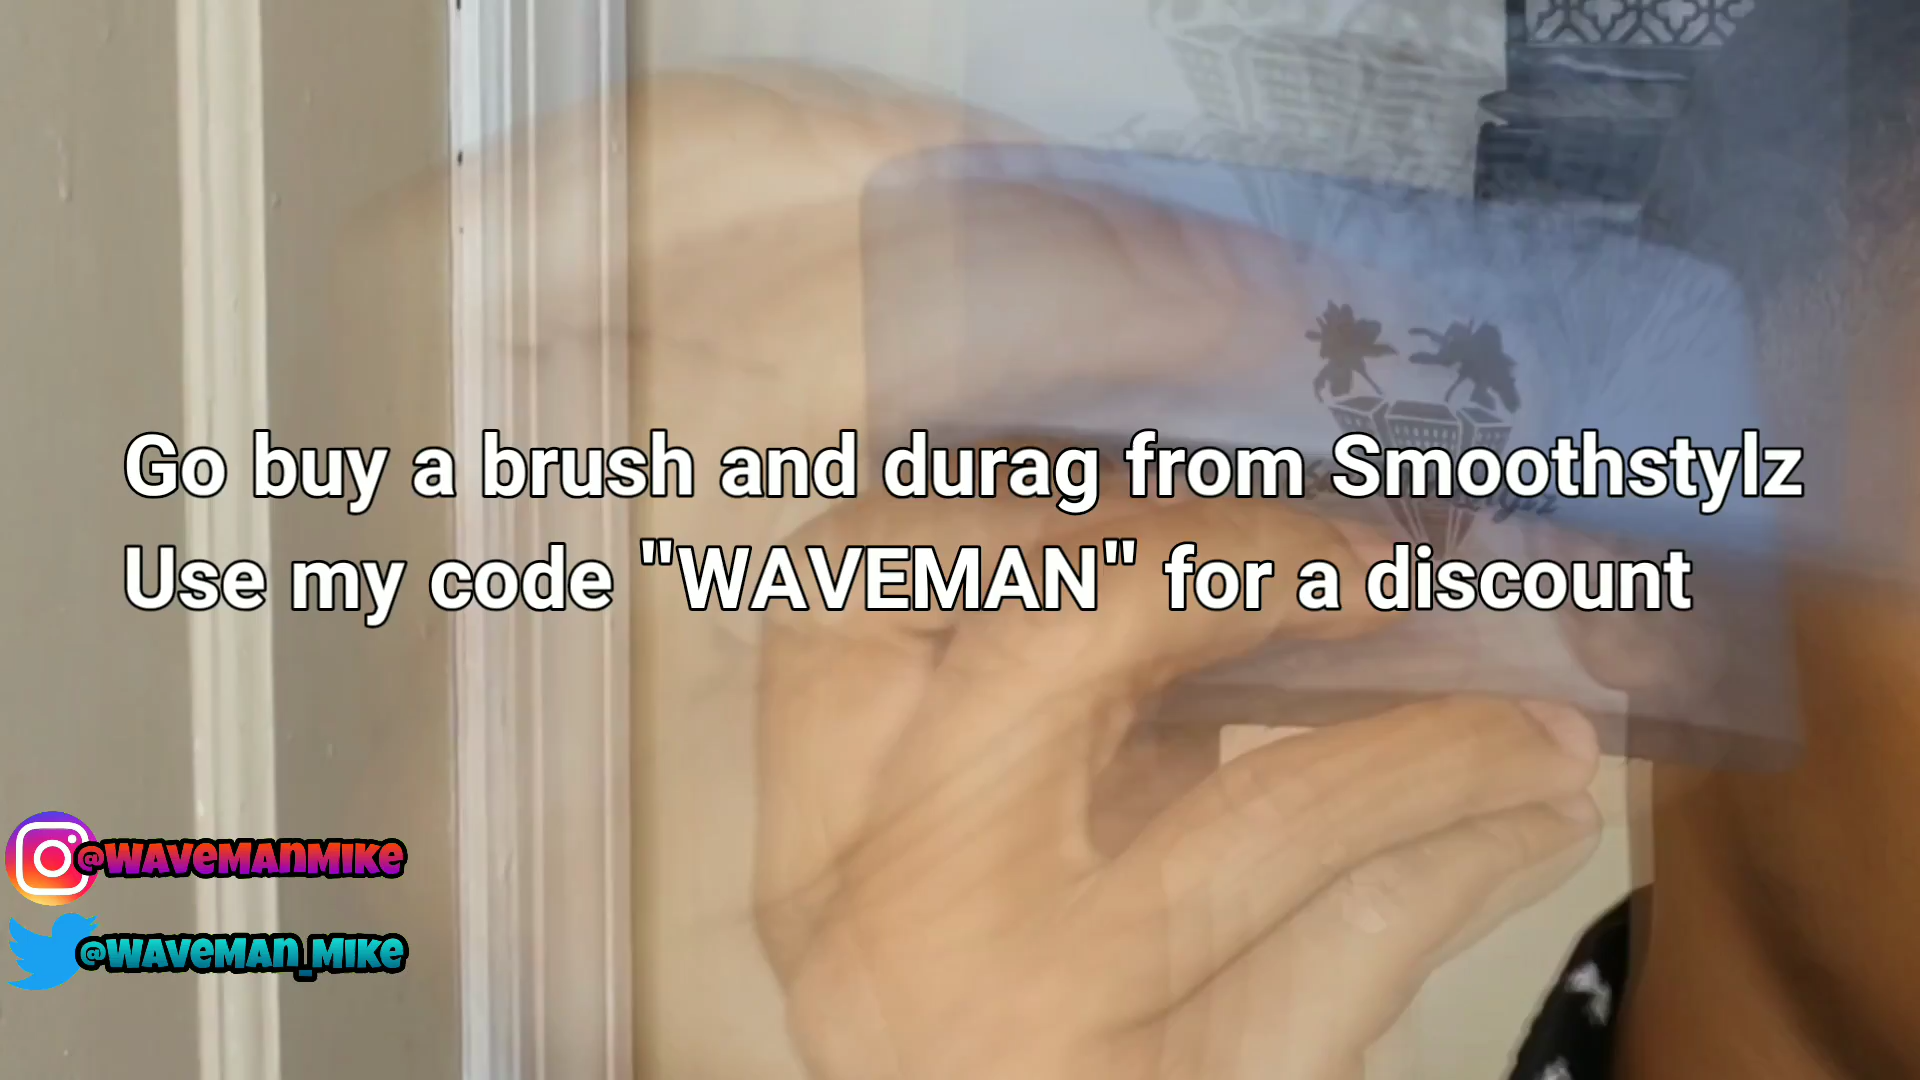 Go buy a brush and durag from Smoothstylz
Use my code "WAVEMAN" for a discount
@WAVEMANMIKE
@WAVEMAN_MIKE